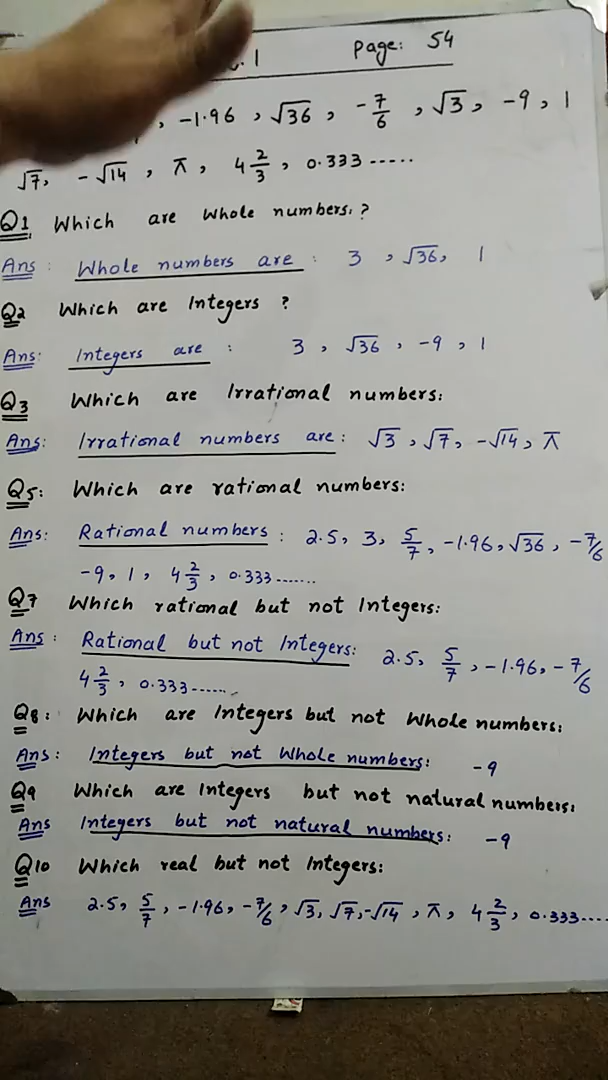 . 1 Page: 54
, -1.96 , √36 , -7/6 , √3 , -9 , 1
√7, -√14 , π , 4 2/3 , 0.333 .....
Q1 Which are Whole numbers.?
Ans : Whole numbers are : 3 , √36, 1
Q2 Which are Integers ?
Ans: Integers are : 3 , √36 , -9 , 1
Q3 Which are Irrational numbers:
Ans: Irrational numbers are: √3 , √7, -√14, π
Q5: Which are rational numbers:
Ans: Rational numbers : 2.5, 3, 5/7, -1.96, √36 , -7/6
-9, 1 , 4 2/3 , 0.333.......
Q7 Which rational but not Integers:
Ans : Rational but not Integers: 2.5, 5/7 , -1.96, -7/6
4 2/3 , 0.333......
Q8: Which are Integers but not Whole numbers:
Ans: Integers but not Whole numbers: -9
Q9 Which are Integers but not natural numbers:
Ans Integers but not natural numbers: -9
Q10 Which real but not Integers:
Ans 2.5, 5/7 , -1.96, -7/6 , √3, √7, -√14 , π , 4 2/3 , 0.333....